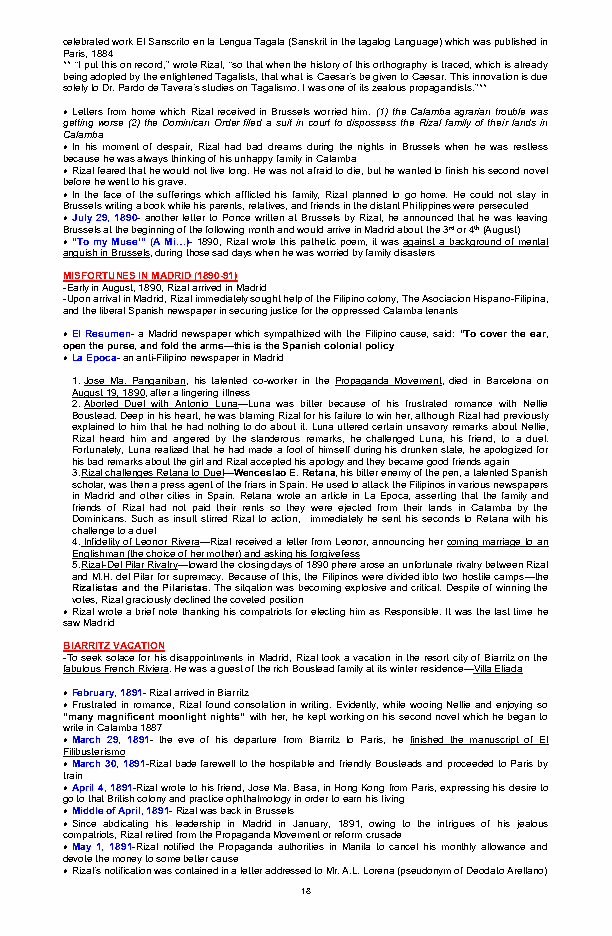 celebrated work El Sanscrito en la Lengua Tagala (Sanskrit in the tagalog Language) which was published in
Paris, 1884
** "I put this on record," wrote Rizal, "so that when the history of this orthography is traced, which is already
being adopted by the enlightened Tagalists, that what is Caesar's be given to Caesar. This innovation is due
solely to Dr. Pardo de Tavera's studies on Tagalismo. I was one of its zealous propagandists."**
• Letters from home which Rizal received in Brussels worried him. (1) the Calamba agrarian trouble was
getting worse (2) the Dominican Order filed a suit in court to dispossess the Rizal family of their lands in
Calamba
• In his moment of despair, Rizal had bad dreams during the nights in Brussels when he was restless
because he was always thinking of his unhappy family in Calamba
• Rizal feared that he would not live long. He was not afraid to die, but he wanted to finish his second novel
before he went to his grave.
• In the face of the sufferings which afflicted his family, Rizal planned to go home. He could not stay in
Brussels writing a book while his parents, relatives, and friends in the distant Philippines were persecuted
• July 29, 1890- another letter to Ponce written at Brussels by Rizal, he announced that he was leaving
Brussels at the beginning of the following month and would arrive in Madrid about the 3rd or 4th (August)
• "To my Muse'" (A Mi...)- 1890, Rizal wrote this pathetic poem, it was against a background of mental
anguish in Brussels, during those sad days when he was worried by family disasters
MISFORTUNES IN MADRID (1890-91)
-Early in August, 1890, Rizal arrived in Madrid
-Upon arrival in Madrid, Rizal immediately sought help of the Filipino colony, The Asociacion Hispano-Filipina,
and the liberal Spanish newspaper in securing justice for the oppressed Calamba tenants
• El Resumen- a Madrid newspaper which sympathized with the Filipino cause, said: "To cover the ear,
open the purse, and fold the arms—this is the Spanish colonial policy
• La Epoca- an anti-Filipino newspaper in Madrid
1. Jose Ma. Panganiban, his talented co-worker in the Propaganda Movement, died in Barcelona on
August 19, 1890, after a lingering illness
2. Aborted Duel with Antonio Luna—Luna was bitter because of his frustrated romance with Nellie
Boustead. Deep in his heart, he was blaming Rizal for his failure to win her, although Rizal had previously
explained to him that he had nothing to do about it. Luna uttered certain unsavory remarks about Nellie,
Rizal heard him and angered by the slanderous remarks, he challenged Luna, his friend, to a duel.
Fortunately, Luna realized that he had made a fool of himself during his drunken state, he apologized for
his bad remarks about the girl and Rizal accepted his apology and they became good friends again
3.Rizal challenges Retana to Duel—Wenceslao E. Retana, his bitter enemy of the pen, a talented Spanish
scholar, was then a press agent of the friars in Spain. He used to attack the Filipinos in various newspapers
in Madrid and other cities in Spain. Retana wrote an article in La Epoca, asserting that the family and
friends of Rizal had not paid their rents so they were ejected from their lands in Calamba by the
Dominicans. Such as insult stirred Rizal to action, immediately he sent his seconds to Retana with his
challenge to a duel
4. Infidelity of Leonor Rivera—Rizal received a letter from Leonor, announcing her coming marriage to an
Englishman (the choice of her mother) and asking his forgivefess
5.Rizal-Del Pilar Rivalry—toward the closing days of 1890 phere arose an unfortunate rivalry between Rizal
and M.H. del Pilar for supremacy. Because of this, the Filipinos were divided ibto two hostile camps—the
Rizalistas and the Pilaristas. The silqation was becoming explosive and critical. Despite of winning the
votes, Rizal graciously declined the coveted position
• Rizal wrote a brief note thanking his compatriots for electing him as Responsible. It was the last time he
saw Madrid
BIARRITZ VACATION
-To seek solace for his disappointments in Madrid, Rizal took a vacation in the resort city of Biarritz on the
fabulous French Riviera. He was a guest of the rich Boustead family at its winter residence—Villa Eliada
• February, 1891- Rizal arrived in Biarritz
• Frustrated in romance, Rizal found consolation in writing. Evidently, while wooing Nellie and enjoying so
"many magnificent moonlight nights" with her, he kept working on his second novel which he began to
write in Calamba 1887
• March 29, 1891- the eve of his departure from Biarritz to Paris, he finished the manuscript of El
Filibusterismo
• March 30, 1891-Rizal bade farewell to the hospitable and friendly Bousteads and proceeded to Paris by
train
• April 4, 1891-Rizal wrote to his friend, Jose Ma. Basa, in Hong Kong from Paris, expressing his desire to
go to that British colony and practice ophthalmology in order to earn his living
• Middle of April, 1891- Rizal was back in Brussels
• Since abdicating his leadership in Madrid in January, 1891, owing to the intrigues of his jealous
compatriots, Rizal retired from the Propaganda Movement or reform crusade
• May 1, 1891-Rizal notified the Propaganda authorities in Manila to cancel his monthly allowance and
devote the money to some better cause
• Rizal's notification was contained in a letter addressed to Mr. A.L. Lorena (pseudonym of Deodato Arellano)
18